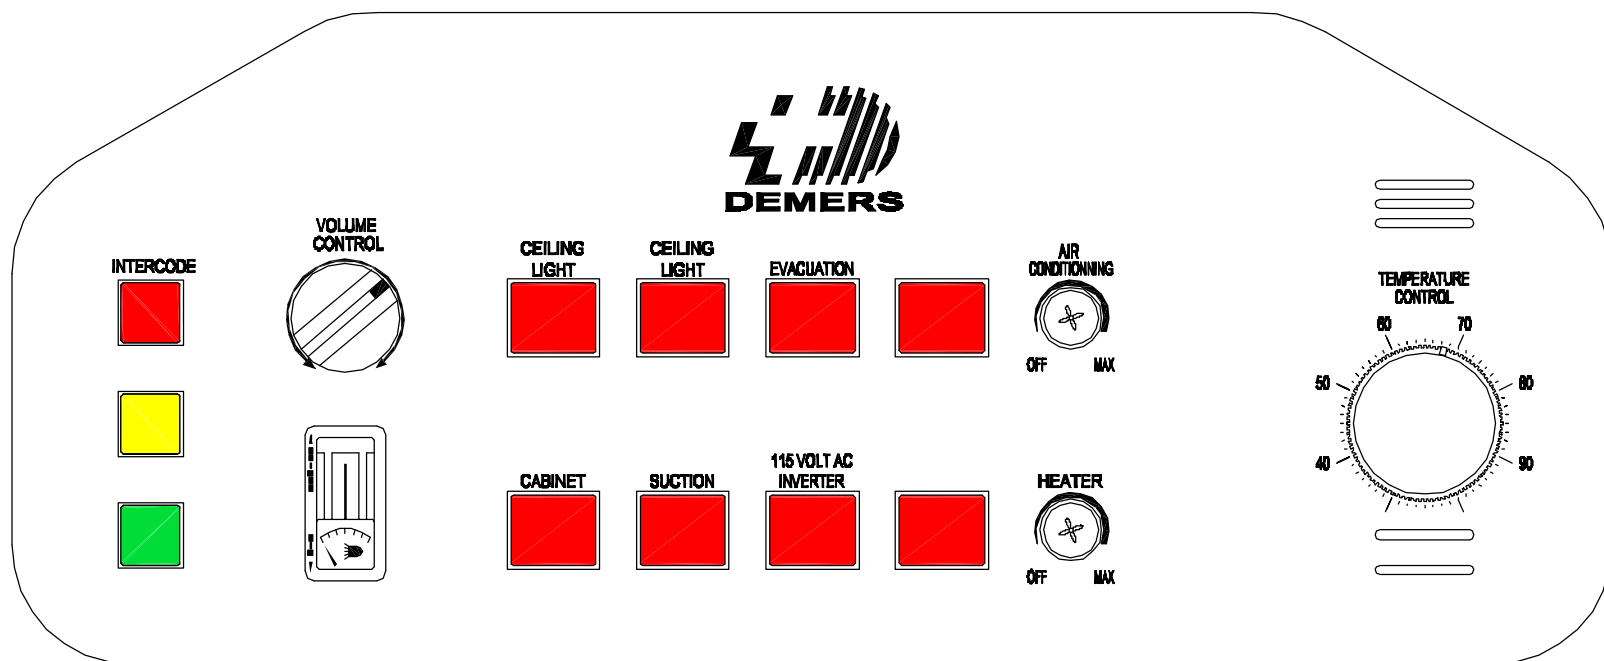 DEMERS
INTERCODE
VOLUME
CONTROL
CEILING
LIGHT
CEILING
LIGHT
EVACUATION
AIR
CONDITIONNING
OFF
MAX
TEMPERATURE
CONTROL
60
70
50
80
40
90
CABINET
SUCTION
115 VOLT AC
INVERTER
HEATER
OFF
MAX